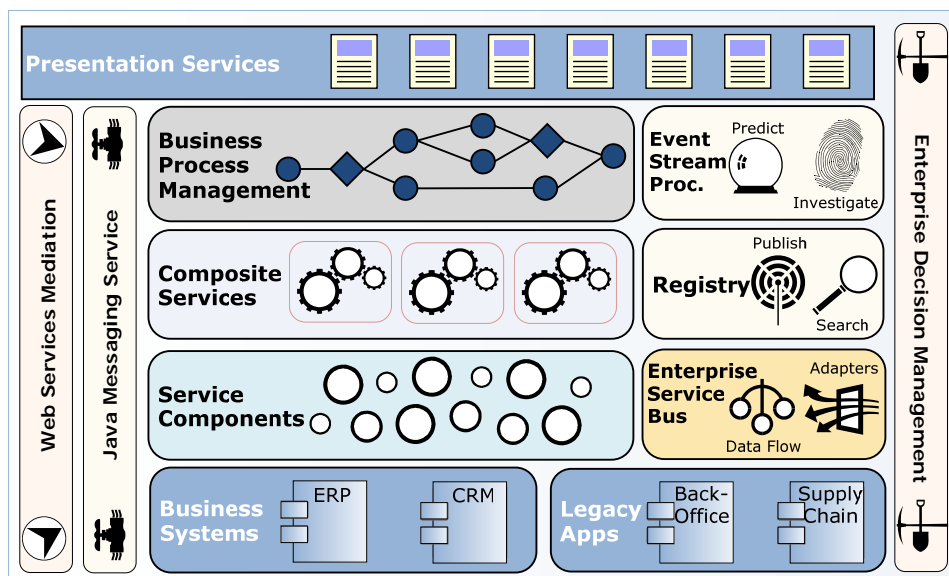 Presentation Services
Web Services Mediation
Java Messaging Service
Business
Process
Management
Event
Stream
Proc.
Predict
Investigate
Composite
Services
Registry
Publish
Search
Service
Components
Enterprise
Service
Bus
Adapters
Data Flow
Business
Systems
ERP
CRM
Legacy
Apps
Back-
Office
Supply
Chain
Enterprise Decision Management